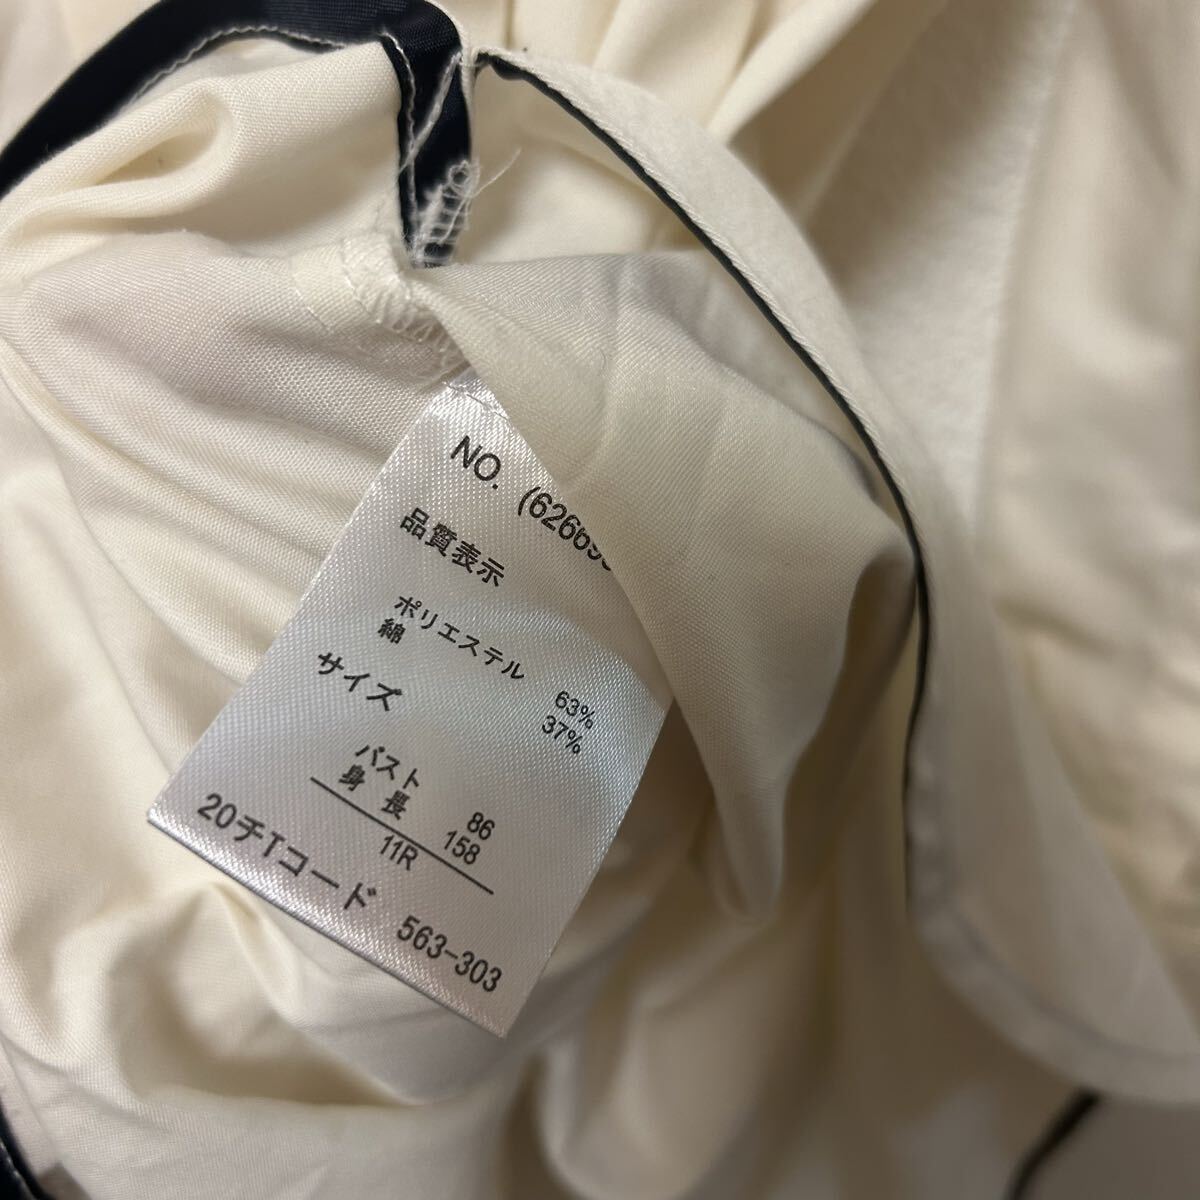 NO.
品質表示
ポリエステル 63%
綿 37%
サイズ
バスト 86
身長 158
11R
20チTコード 563-303